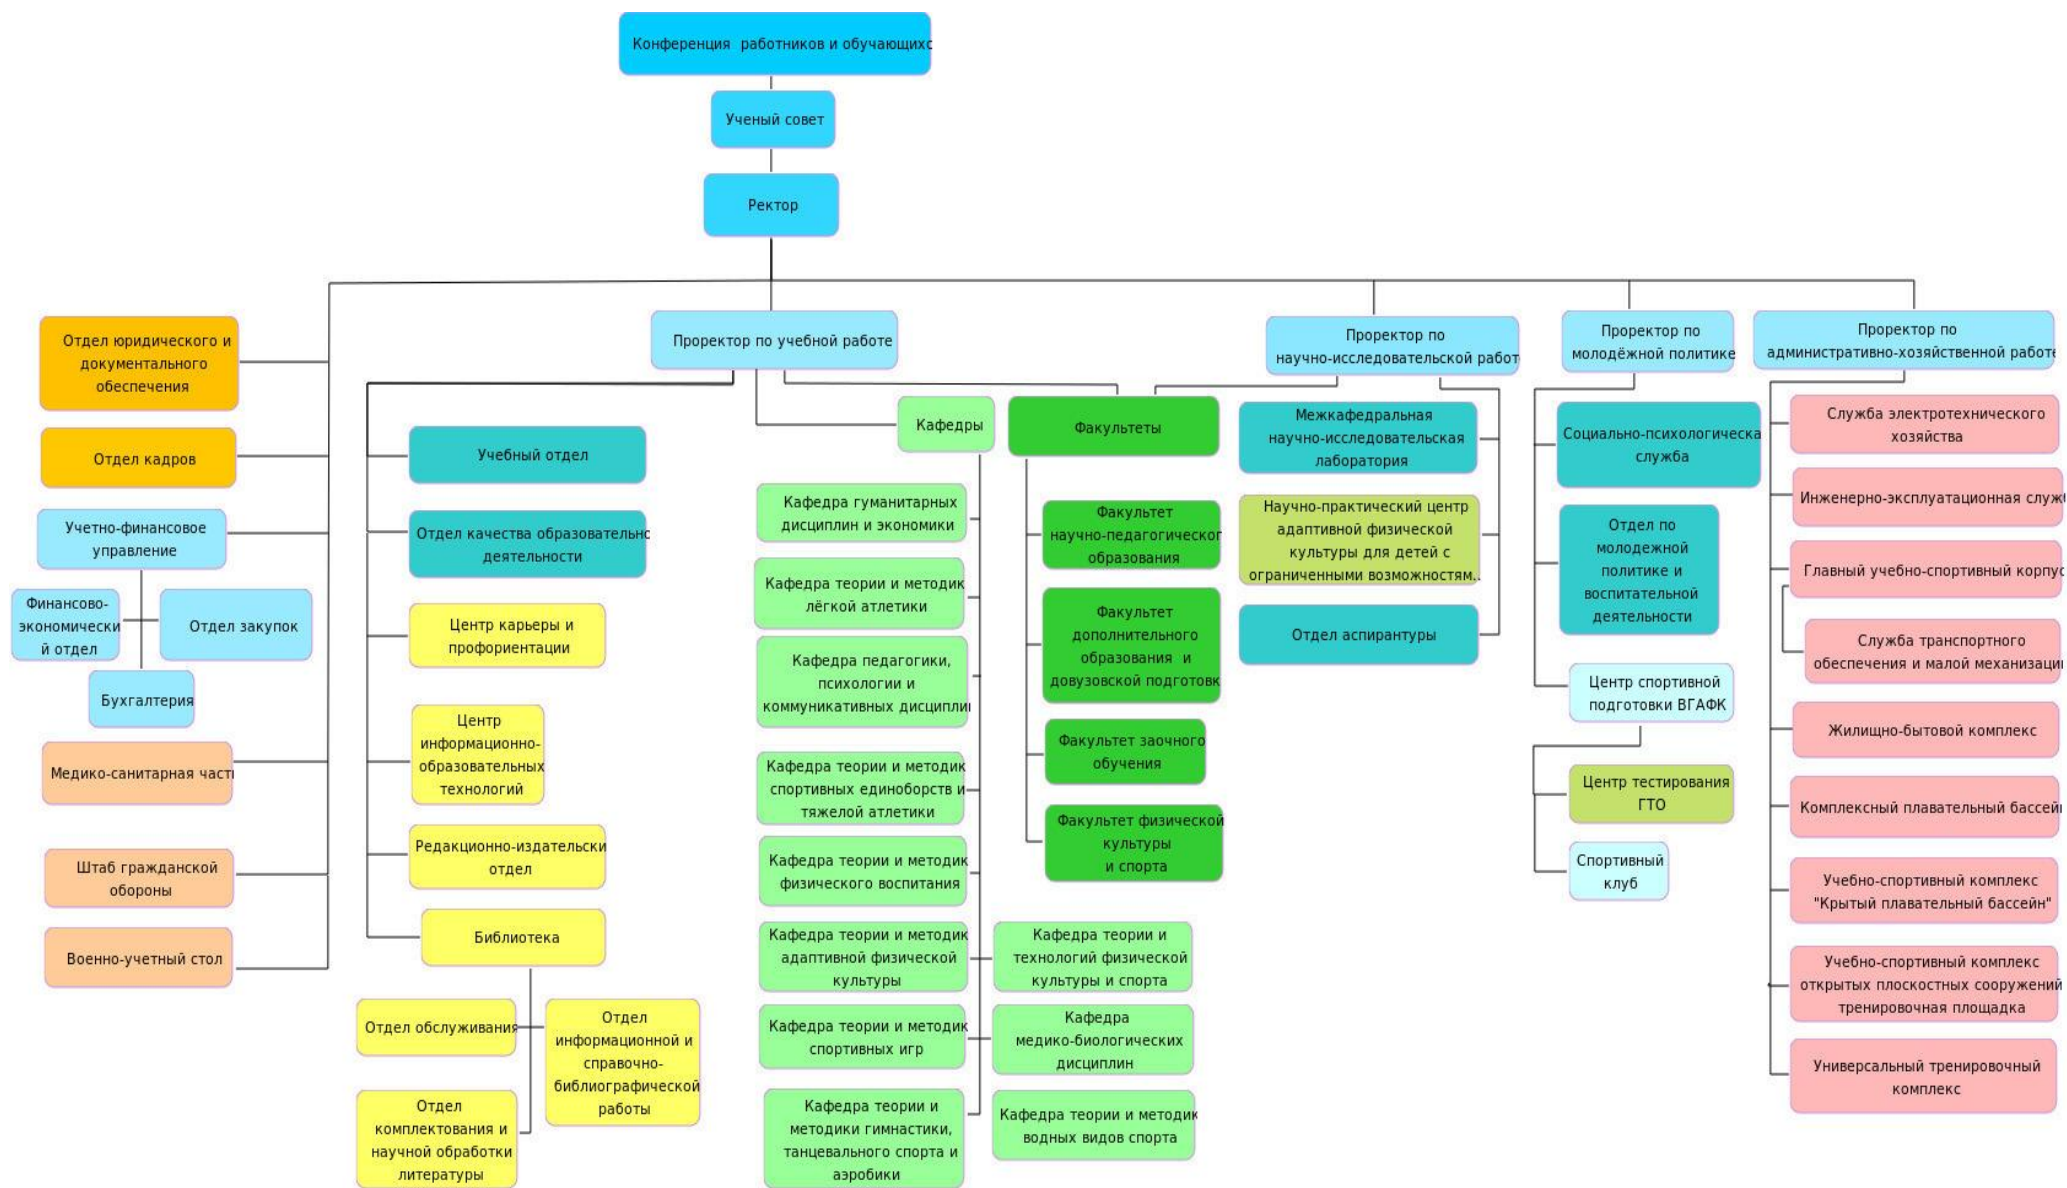 Конференция работников и обучающихс
Ученый совет
Ректор
Отдел юридического и
документального
обеспечения
Отдел кадров
Учетно-финансовое
управление
Финансово-
экономически
й отдел
Отдел закупок
Бухгалтерия
Медико-санитарная част
Штаб гражданской
обороны
Военно-учетный стол
Проректор по учебной работе
Учебный отдел
Отдел качества образовательно
деятельности
Центр карьеры и
профориентации
Центр
информационно-
образовательных
технологий
Редакционно-издательски
отдел
Библиотека
Отдел обслуживания
Отдел
информационной и
справочно-
библиографической
работы
Отдел
комплектования и
научной обработки
литературы
Кафедры
Кафедра гуманитарных
дисциплин и экономики
Кафедра теории и методик
лёгкой атлетики
Кафедра педагогики,
психологии и
коммуникативных дисципли
Кафедра теории и методик
спортивных единоборств и
тяжелой атлетики
Кафедра теории и методик
физического воспитания
Кафедра теории и методик
адаптивной физической
культуры
Кафедра теории и
технологий физической
культуры и спорта
Кафедра теории и методик
спортивных игр
Кафедра
медико-биологических
дисциплин
Кафедра теории и
методики гимнастики,
танцевального спорта и
аэробики
Кафедра теории и методик
водных видов спорта
Факультеты
Факультет
научно-педагогическог
образования
Факультет
дополнительного
образования и
довузовской подготовк
Факультет заочного
обучения
Факультет физической
культуры
и спорта
Проректор по
научно-исследовательской работ
Межкафедральная
научно-исследовательская
лаборатория
Научно-практический центр
адаптивной физической
культуры для детей с
ограниченными возможностям..
Отдел аспирантуры
Проректор по
молодёжной политике
Социально-психологическа
служба
Отдел по
молодежной
политике и
воспитательной
деятельности
Центр спортивной
подготовки ВГАФК
Центр тестирования
ГТО
Спортивный
клуб
Проректор по
административно-хозяйственной работе
Служба электротехнического
хозяйства
Инженерно-эксплуатационная служ
Главный учебно-спортивный корпус
Служба транспортного
обеспечения и малой механизаци
Жилищно-бытовой комплекс
Комплексный плавательный бассей
Учебно-спортивный комплекс
"Крытый плавательный бассейн"
Учебно-спортивный комплекс
открытых плоскостных сооружений
тренировочная площадка
Универсальный тренировочный
комплекс